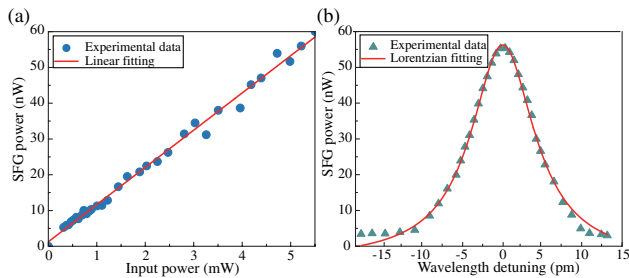 (a)
60
50
40
30
20
10
0
SFG power (nW)
Experimental data
Linear fitting
0 1 2 3 4 5
Input power (mW)
(b)
60
50
40
30
20
10
0
SFG power (nW)
Experimental data
Lorentzian fitting
-15 -10 -5 0 5 10 15
Wavelength detuning (pm)